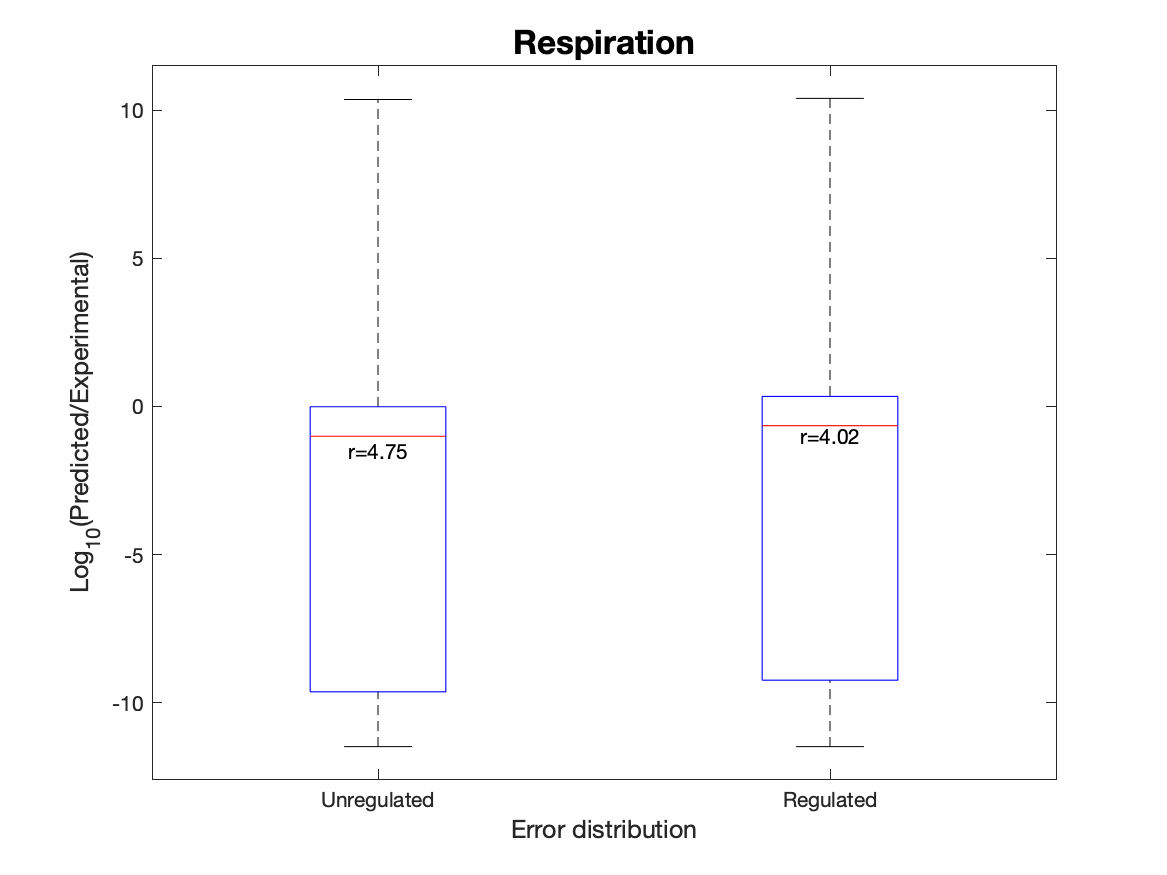 Respiration
10
5
0
-5
-10
Log10(Predicted/Experimental)
r=4.75
r=4.02
Unregulated
Regulated
Error distribution